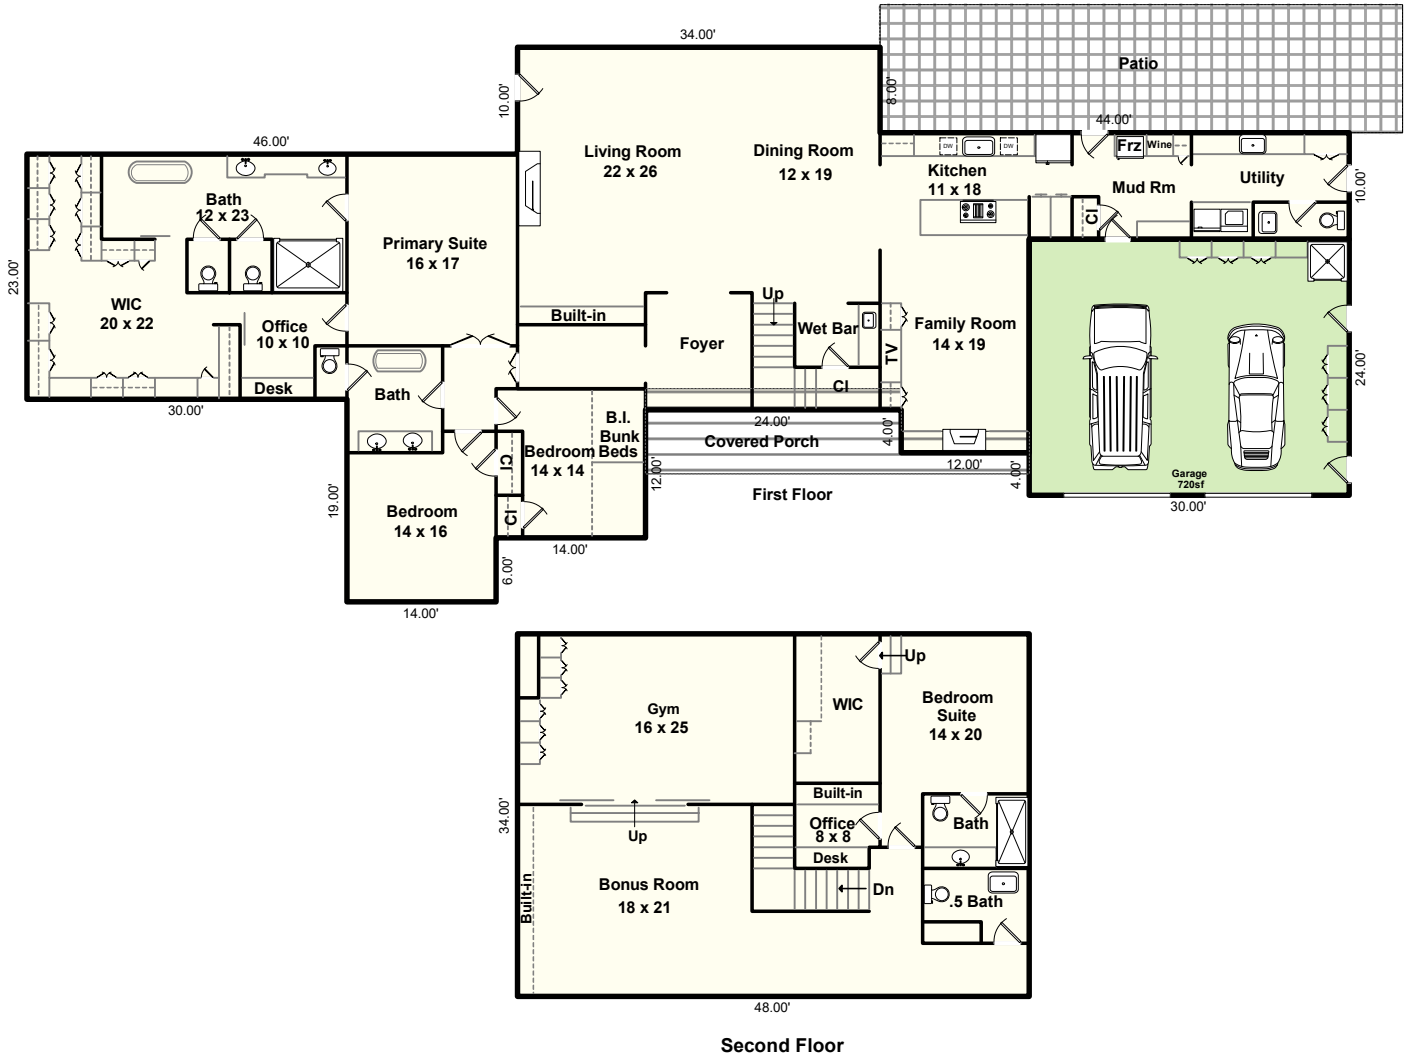 34.00'
Patio
8.00'
10.00'
44.00'
46.00'
Living Room
22 x 26
Dining Room
12 x 19
Kitchen
11 x 18
DW
DW
Frz
Wine
Mud Rm
Cl
Utility
10.00'
Bath
12 x 23
Primary Suite
16 x 17
23.00'
WIC
20 x 22
Office
10 x 10
Desk
Built-in
Foyer
Up
Wet Bar
Cl
TV
Family Room
14 x 19
24.00'
30.00'
Bath
Bedroom
14 x 14
B.I.
Bunk
Beds
Cl
Cl
24.00'
Covered Porch
4.00'
12.00'
12.00'
4.00'
Garage
720sf
30.00'
First Floor
19.00'
Bedroom
14 x 16
14.00'
6.00'
14.00'
Up
Gym
16 x 25
WIC
Bedroom
Suite
14 x 20
Built-in
Office
8 x 8
Desk
Bath
34.00'
Up
Built-in
Bonus Room
18 x 21
Dn
.5 Bath
48.00'
Second Floor